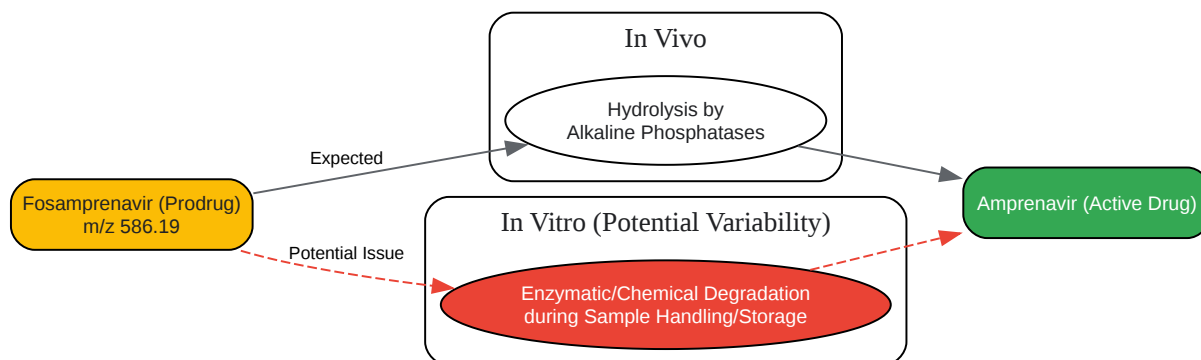 In Vivo
Hydrolysis by
Alkaline Phosphatases
Expected
Fosamprenavir (Prodrug)
m/z 586.19
Amprenavir (Active Drug)
In Vitro (Potential Variability)
Potential Issue
Enzymatic/Chemical Degradation
during Sample Handling/Storage